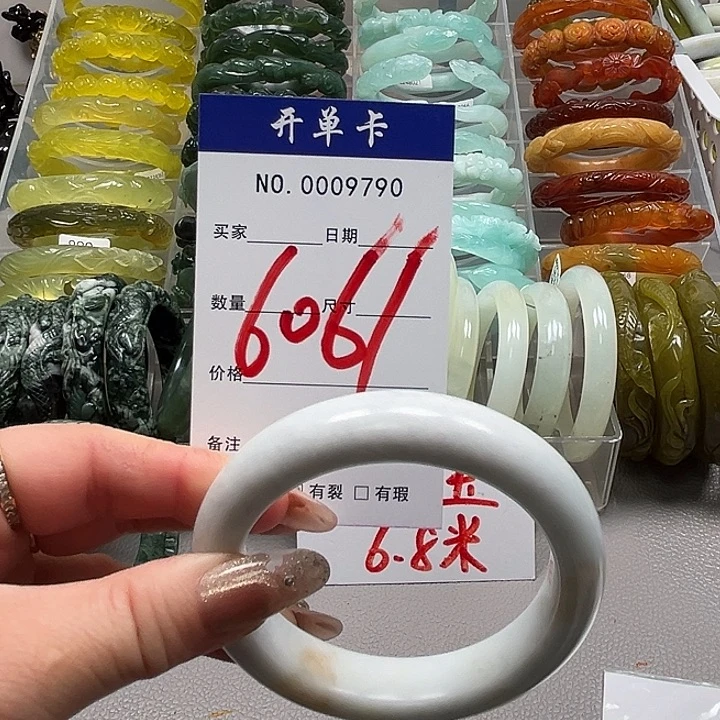 开单卡
NO. 0009790
买家 日期
6061
数量 尺寸
价格
备注
有裂 □ 有瑕
6.8米